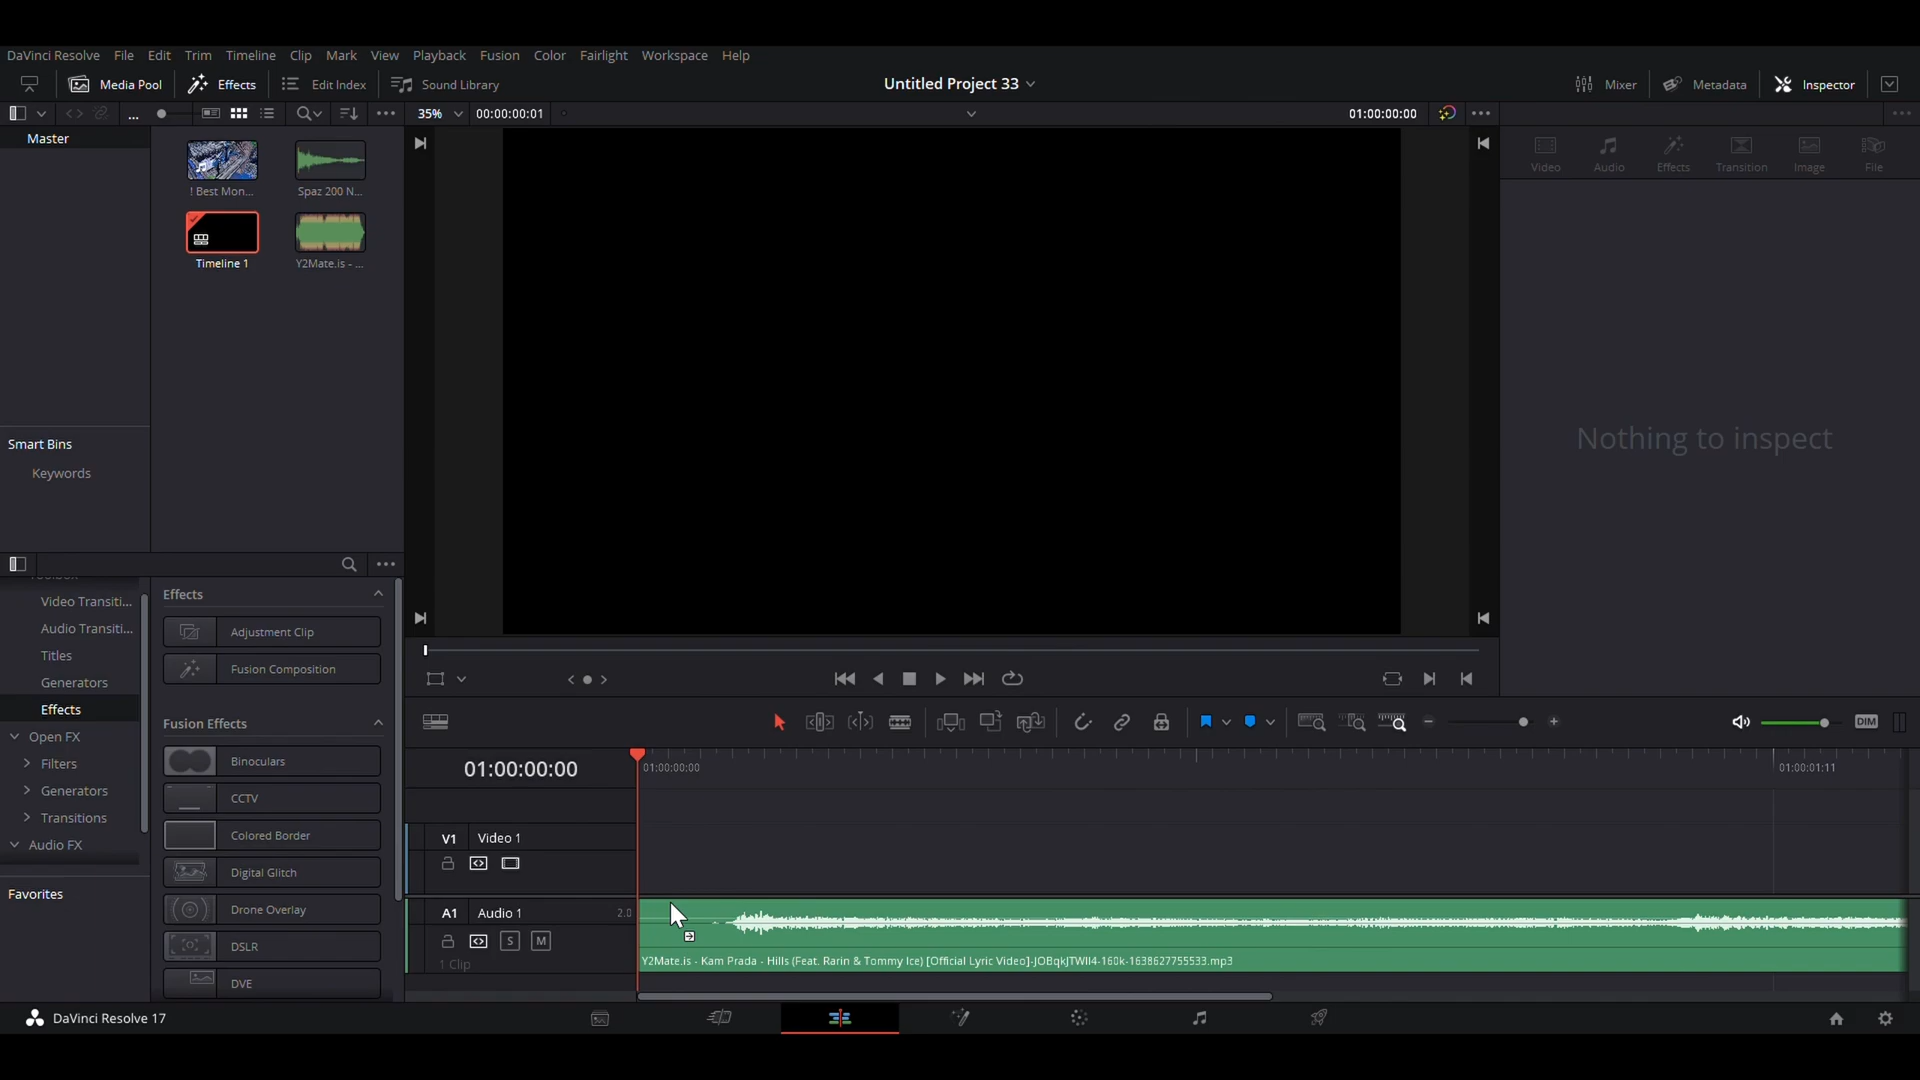 DaVinci Resolve File Edit Trim Timeline Clip Mark View Playback Fusion Color Fairlight Workspace Help
Media Pool Effects Edit Index Sound Library Untitled Project 33 Mixer Metadata Inspector
... 35% 00:00:00:01 01:00:00:00
Master
! Best Mon... Spaz 200 N...
Timeline 1 Y2Mate.is - ...
Video Audio Effects Transition Image File
Nothing to inspect
Smart Bins
Keywords
Video Transiti...
Audio Transiti...
Titles
Generators
Effects
Open FX
Filters
Generators
Transitions
Audio FX
Favorites
Effects
Adjustment Clip
Fusion Composition
Fusion Effects
Binoculars
CCTV
Colored Border
Digital Glitch
Drone Overlay
DSLR
DVE
DIM
01:00:00:00 01:00:00:00 01:00:01:11
V1 Video 1
A1 Audio 1 2.0
S M
1 Clip
Y2Mate.is - Kam Prada - Hills (Feat. Rarin & Tommy Ice) [Official Lyric Video]-JOBqkJTWII4-160k-1638627755533.mp3
DaVinci Resolve 17